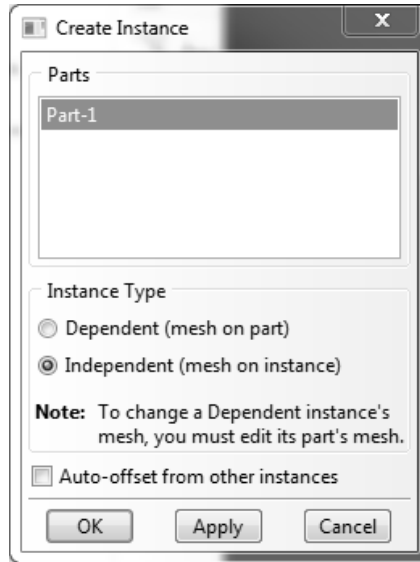 Create Instance
x
Parts
Part-1
Instance Type
Dependent (mesh on part)
Independent (mesh on instance)
Note: To change a Dependent instance's
mesh, you must edit its part's mesh.
Auto-offset from other instances
OK Apply Cancel